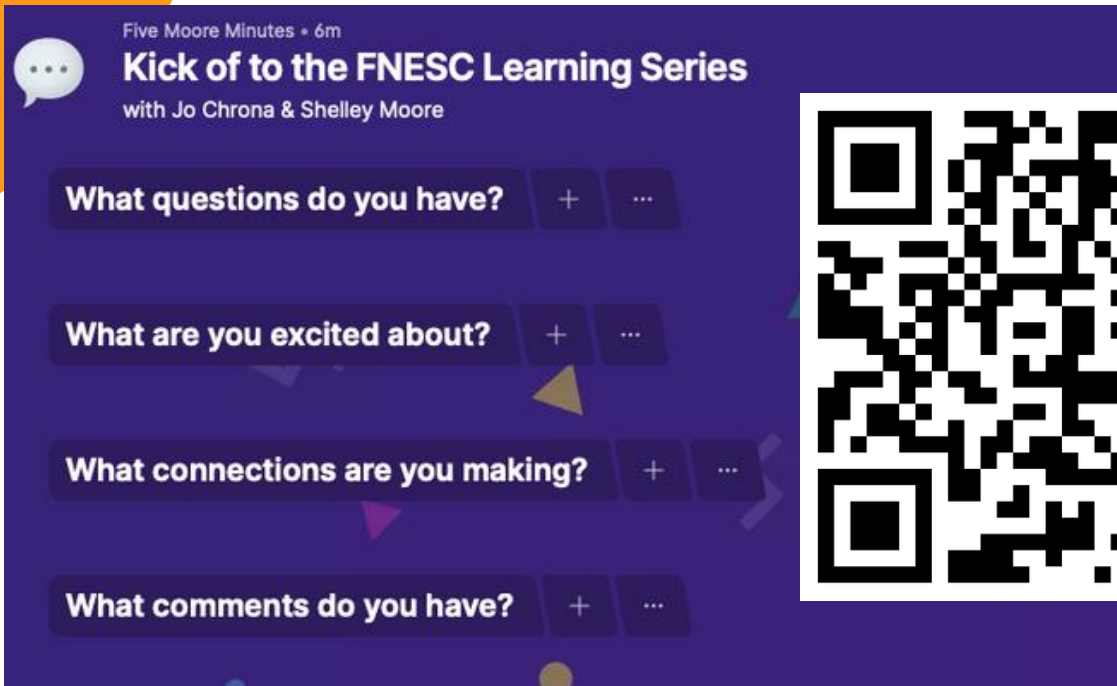 Five Moore Minutes • 6m
Kick of to the FNESC Learning Series
with Jo Chrona & Shelley Moore
What questions do you have?
What are you excited about?
What connections are you making?
What comments do you have?